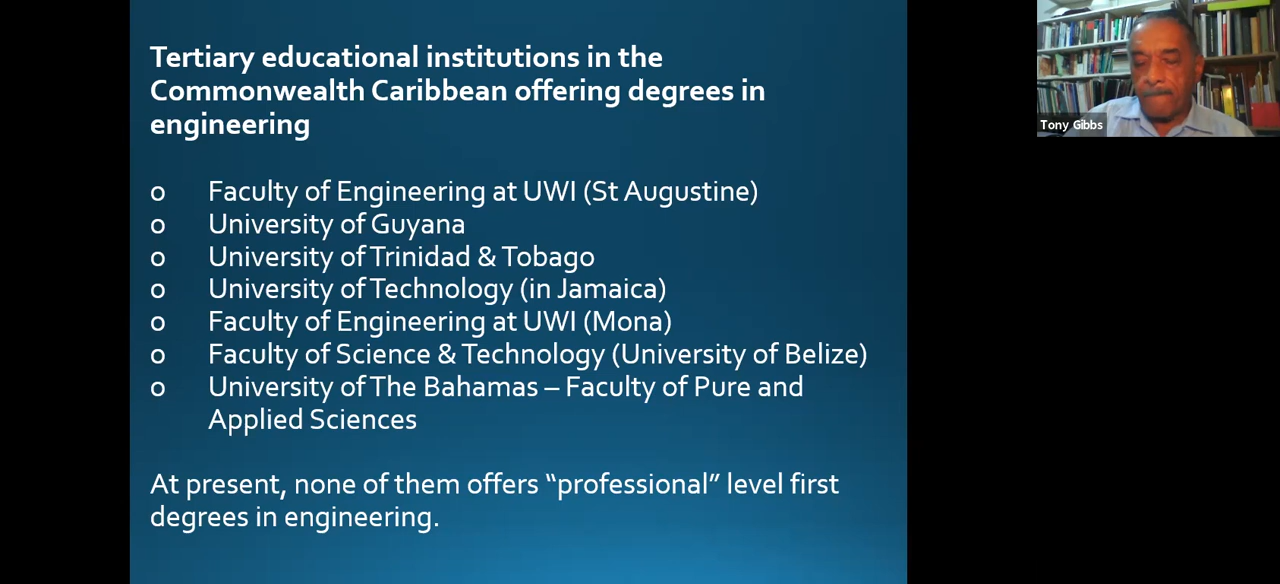 Tertiary educational institutions in the
Commonwealth Caribbean offering degrees in
engineering
o Faculty of Engineering at UWI (St Augustine)
o University of Guyana
o University of Trinidad & Tobago
o University of Technology (in Jamaica)
o Faculty of Engineering at UWI (Mona)
o Faculty of Science & Technology (University of Belize)
o University of The Bahamas – Faculty of Pure and
Applied Sciences
At present, none of them offers “professional” level first
degrees in engineering.
Tony Gibbs